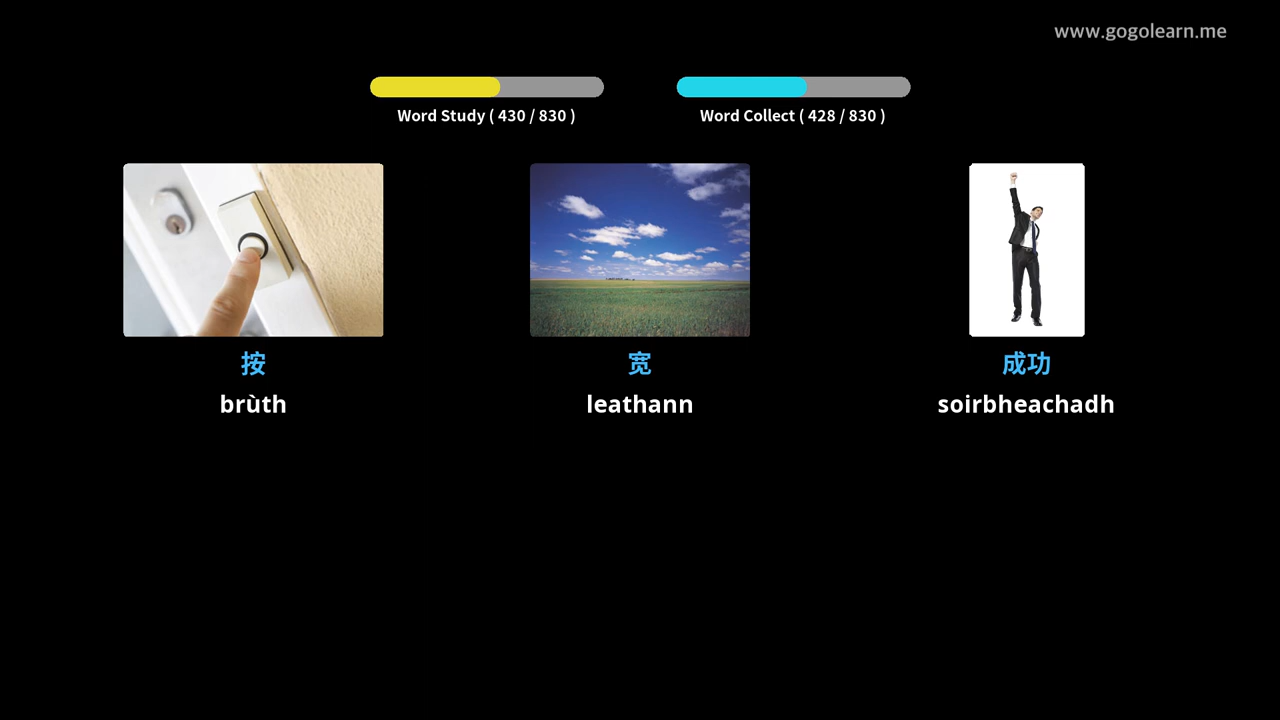 www.gogolearn.me
Word Study ( 430 / 830 )
Word Collect ( 428 / 830 )
按
brùth
宽
leathann
成功
soirbheachadh